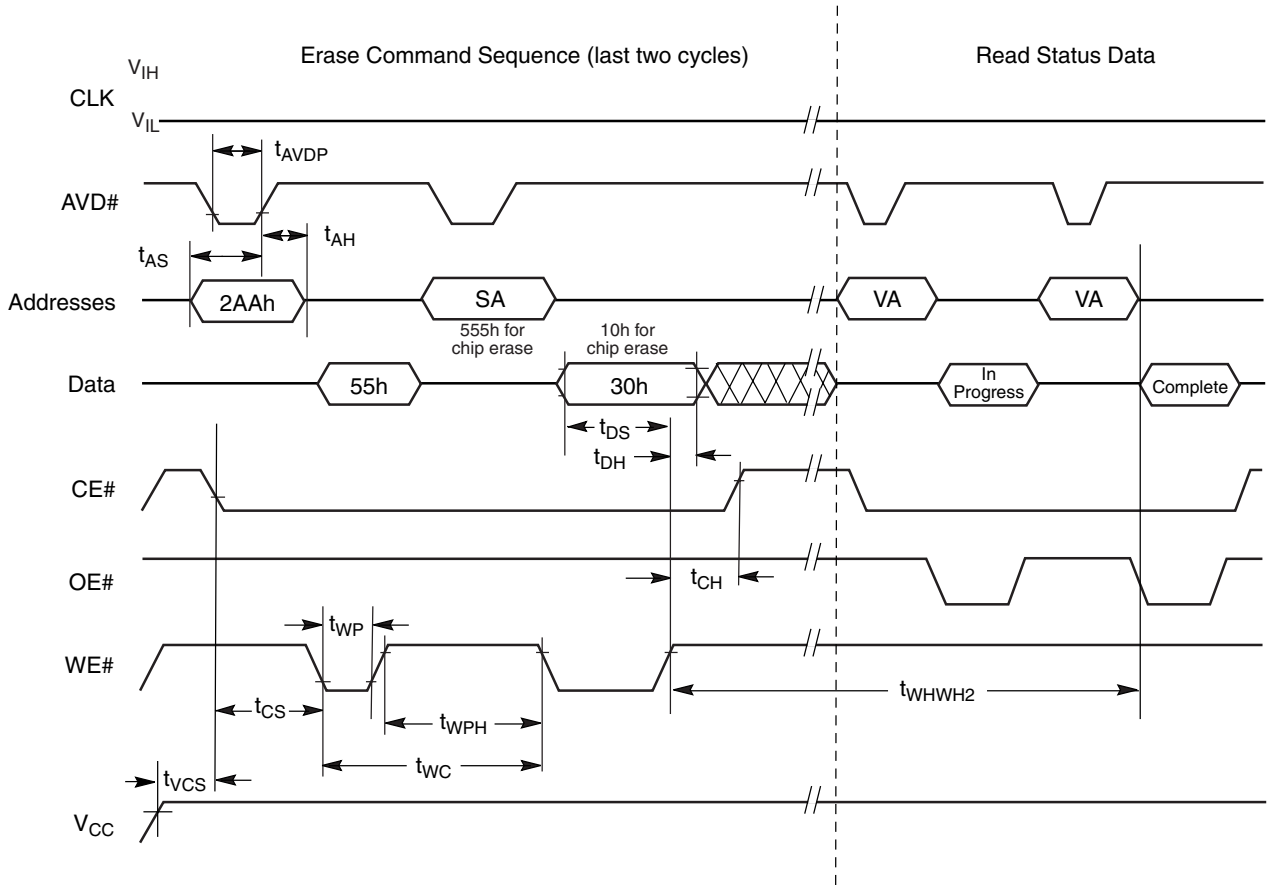 Erase Command Sequence (last two cycles)
Read Status Data
VIH
CLK
VIL
tAVDP
AVD#
tAH
tAS
Addresses
2AAh
SA
VA
VA
555h for
chip erase
10h for
chip erase
Data
55h
30h
In
Progress
Complete
tDS
tDH
CE#
OE#
tCH
tWP
WE#
tWHWH2
tCS
tWPH
tWC
tVCS
VCC